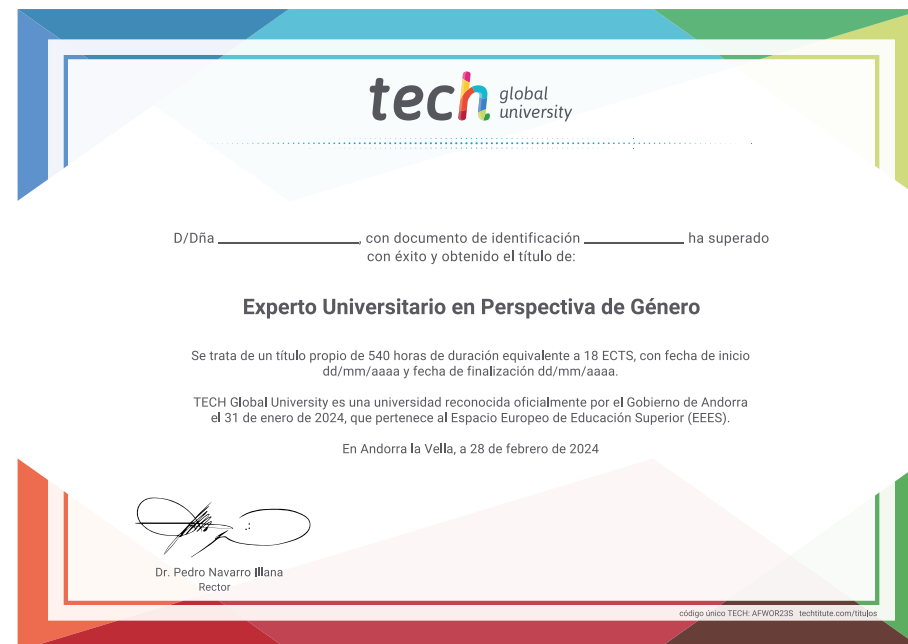 tech global
university
D/Dña ____________________, con documento de identificación ______________ ha superado
con éxito y obtenido el título de:
Experto Universitario en Perspectiva de Género
Se trata de un título propio de 540 horas de duración equivalente a 18 ECTS, con fecha de inicio
dd/mm/aaaa y fecha de finalización dd/mm/aaaa.
TECH Global University es una universidad reconocida oficialmente por el Gobierno de Andorra
el 31 de enero de 2024, que pertenece al Espacio Europeo de Educación Superior (EEES).
En Andorra la Vella, a 28 de febrero de 2024
Dr. Pedro Navarro Illana
Rector
código único TECH: AFWOR23S techtitute.com/titulos